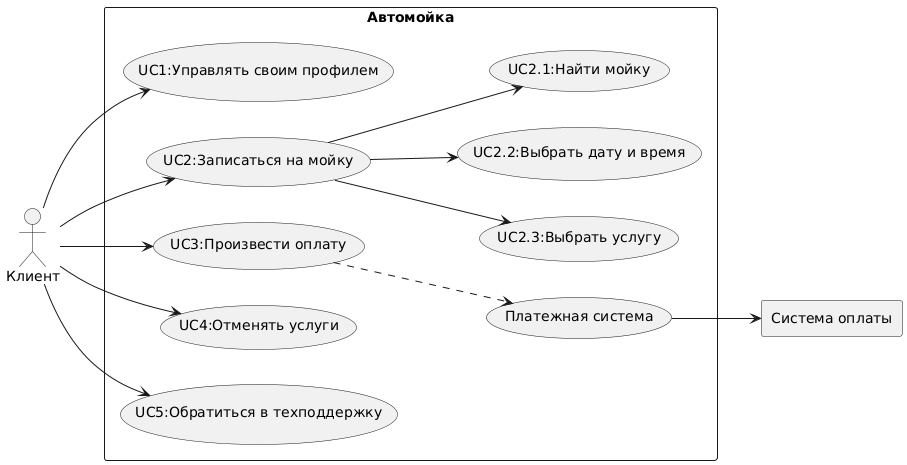 Автомойка
UC1:Управлять своим профилем
UC2.1:Найти мойку
UC2:Записаться на мойку
UC2.2:Выбрать дату и время
UC2.3:Выбрать услугу
UC3:Произвести оплату
Клиент
UC4:Отменять услуги
Платежная система
Система оплаты
UC5:Обратиться в техподдержку